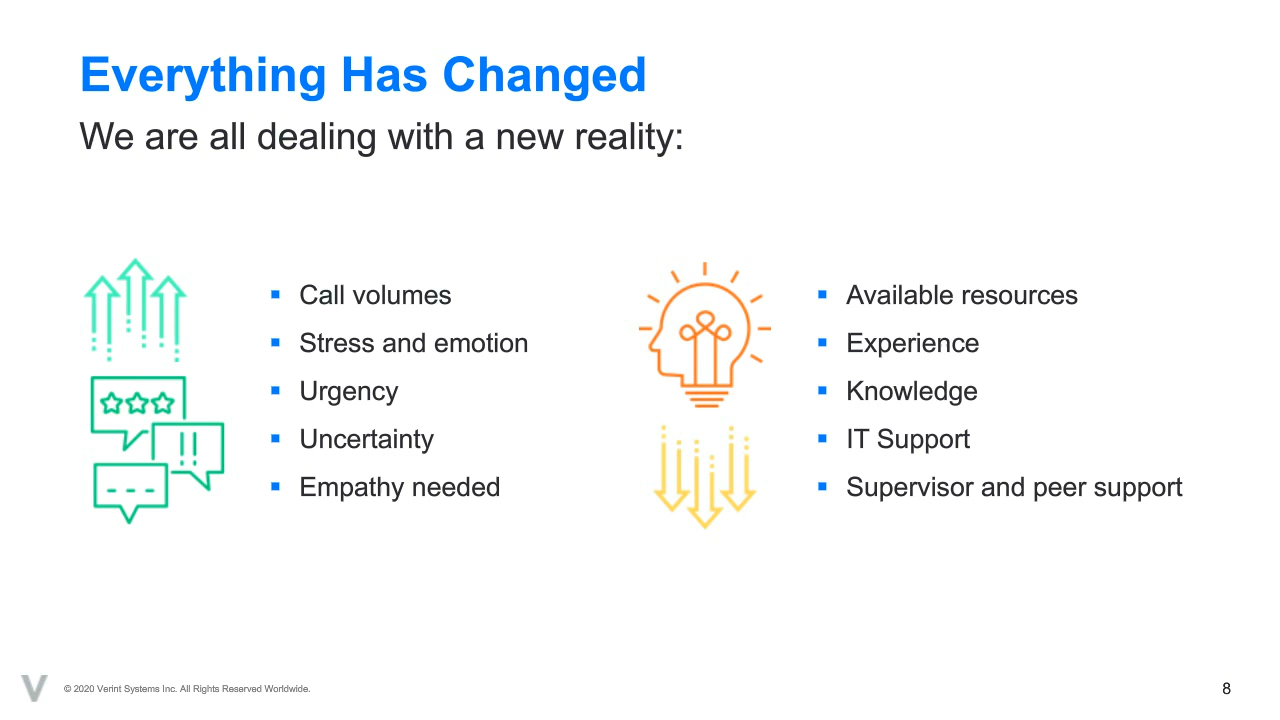 Everything Has Changed
We are all dealing with a new reality:
▪ Call volumes
▪ Stress and emotion
▪ Urgency
▪ Uncertainty
▪ Empathy needed
▪ Available resources
▪ Experience
▪ Knowledge
▪ IT Support
▪ Supervisor and peer support
© 2020 Verint Systems Inc. All Rights Reserved Worldwide.
8